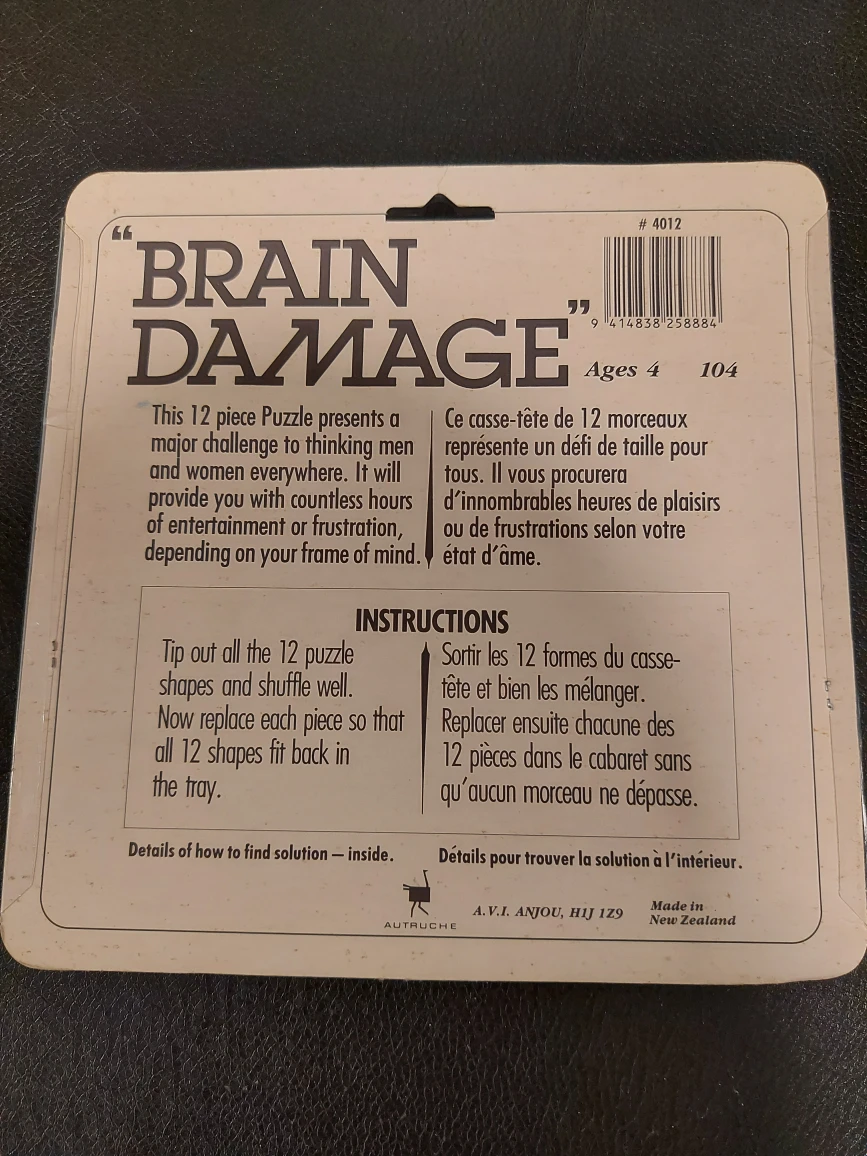 # 4012
"BRAIN
DAMAGE"
9 414838 258884
Ages 4 104
This 12 piece Puzzle presents a
major challenge to thinking men
and women everywhere. It will
provide you with countless hours
of entertainment or frustration,
depending on your frame of mind.
Ce casse-tête de 12 morceaux
représente un défi de taille pour
tous. Il vous procurera
d'innombrables heures de plaisirs
ou de frustrations selon votre
état d'âme.
INSTRUCTIONS
Tip out all the 12 puzzle
shapes and shuffle well.
Now replace each piece so that
all 12 shapes fit back in
the tray.
Sortir les 12 formes du casse-
tête et bien les mélanger.
Replacer ensuite chacune des
12 pièces dans le cabaret sans
qu'aucun morceau ne dépasse.
Details of how to find solution — inside.
Détails pour trouver la solution à l'intérieur.
AUTRUCHE
A.V.I. ANJOU, H1J 1Z9
Made in
New Zealand